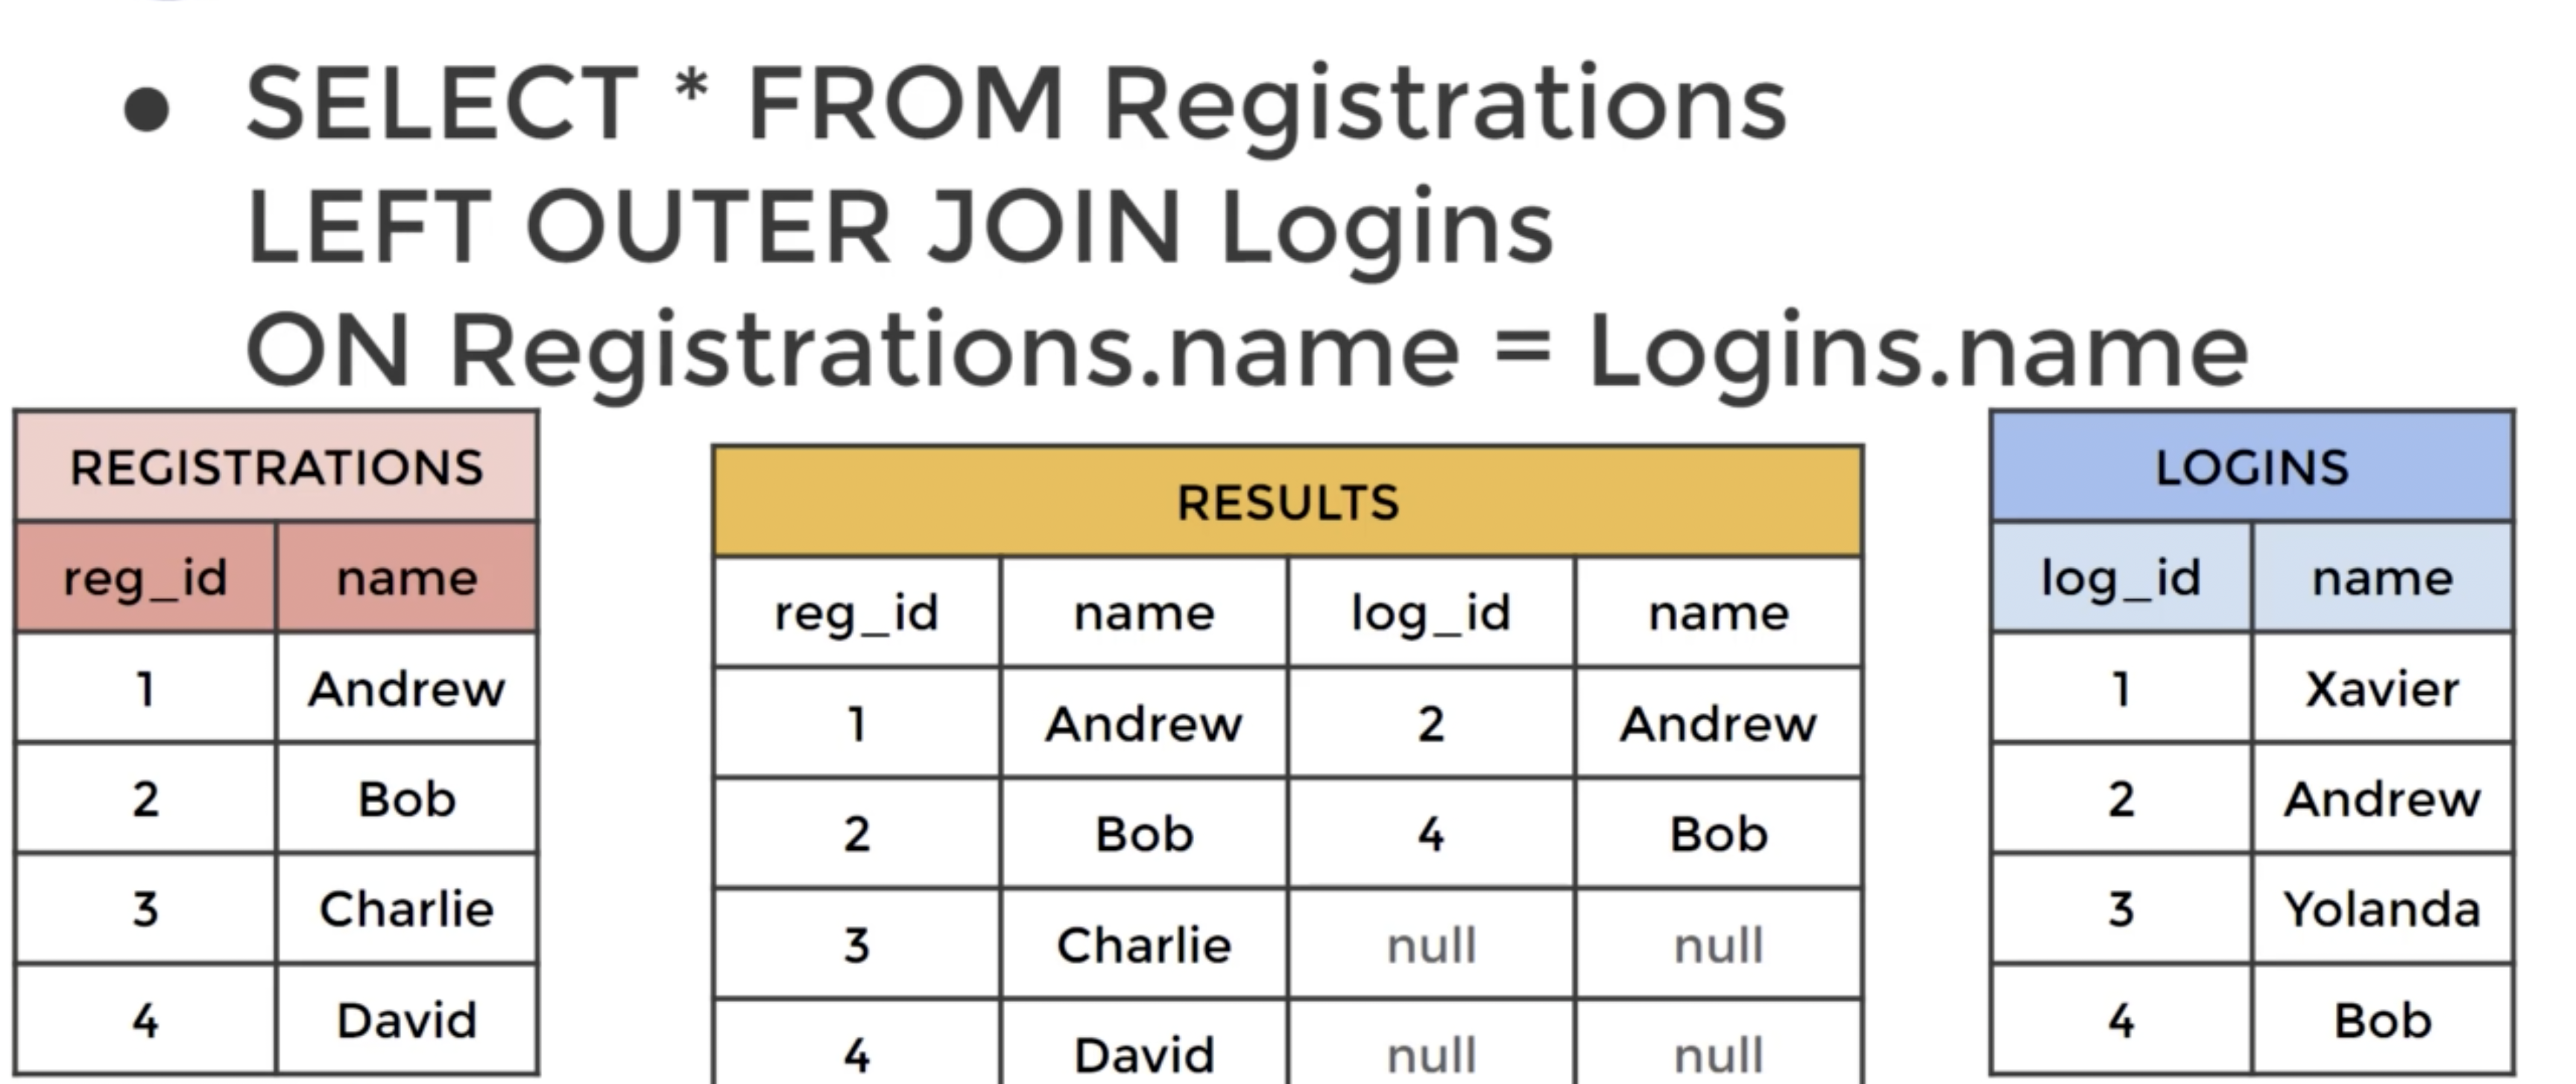 ● SELECT * FROM Registrations
LEFT OUTER JOIN Logins
ON Registrations.name = Logins.name
REGISTRATIONS
reg_id name
1 Andrew
2 Bob
3 Charlie
4 David
RESULTS
reg_id name log_id name
1 Andrew 2 Andrew
2 Bob 4 Bob
3 Charlie null null
4 David null null
LOGINS
log_id name
1 Xavier
2 Andrew
3 Yolanda
4 Bob